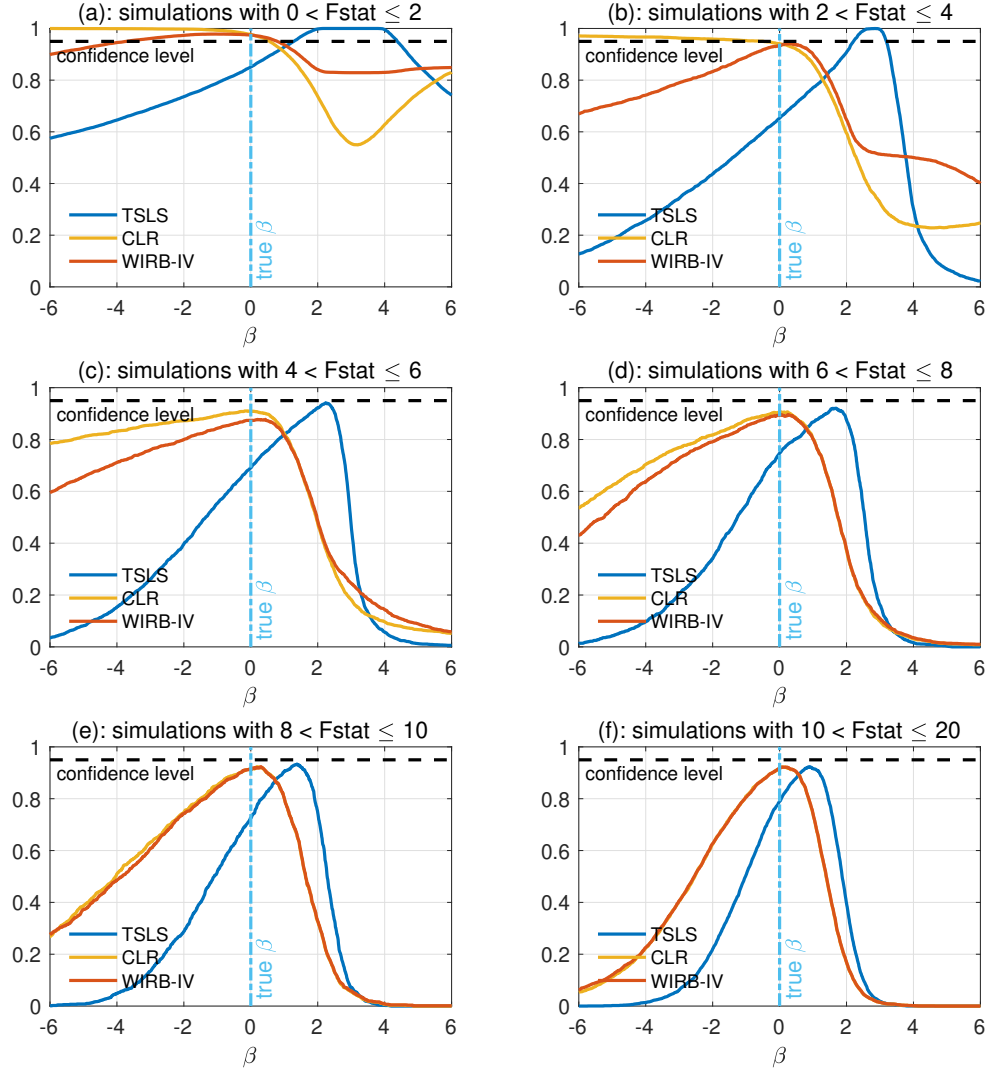 (a): simulations with 0 < Fstat ≤ 2
1
0.8
0.6
0.4
0.2
0
confidence level
TSLS
CLR
WIRB-IV
true β
-6 -4 -2 0 2 4 6
β
(b): simulations with 2 < Fstat ≤ 4
1
0.8
0.6
0.4
0.2
0
confidence level
TSLS
CLR
WIRB-IV
true β
-6 -4 -2 0 2 4 6
β
(c): simulations with 4 < Fstat ≤ 6
1
0.8
0.6
0.4
0.2
0
confidence level
TSLS
CLR
WIRB-IV
true β
-6 -4 -2 0 2 4 6
β
(d): simulations with 6 < Fstat ≤ 8
1
0.8
0.6
0.4
0.2
0
confidence level
TSLS
CLR
WIRB-IV
true β
-6 -4 -2 0 2 4 6
β
(e): simulations with 8 < Fstat ≤ 10
1
0.8
0.6
0.4
0.2
0
confidence level
TSLS
CLR
WIRB-IV
true β
-6 -4 -2 0 2 4 6
β
(f): simulations with 10 < Fstat ≤ 20
1
0.8
0.6
0.4
0.2
0
confidence level
TSLS
CLR
WIRB-IV
true β
-6 -4 -2 0 2 4 6
β